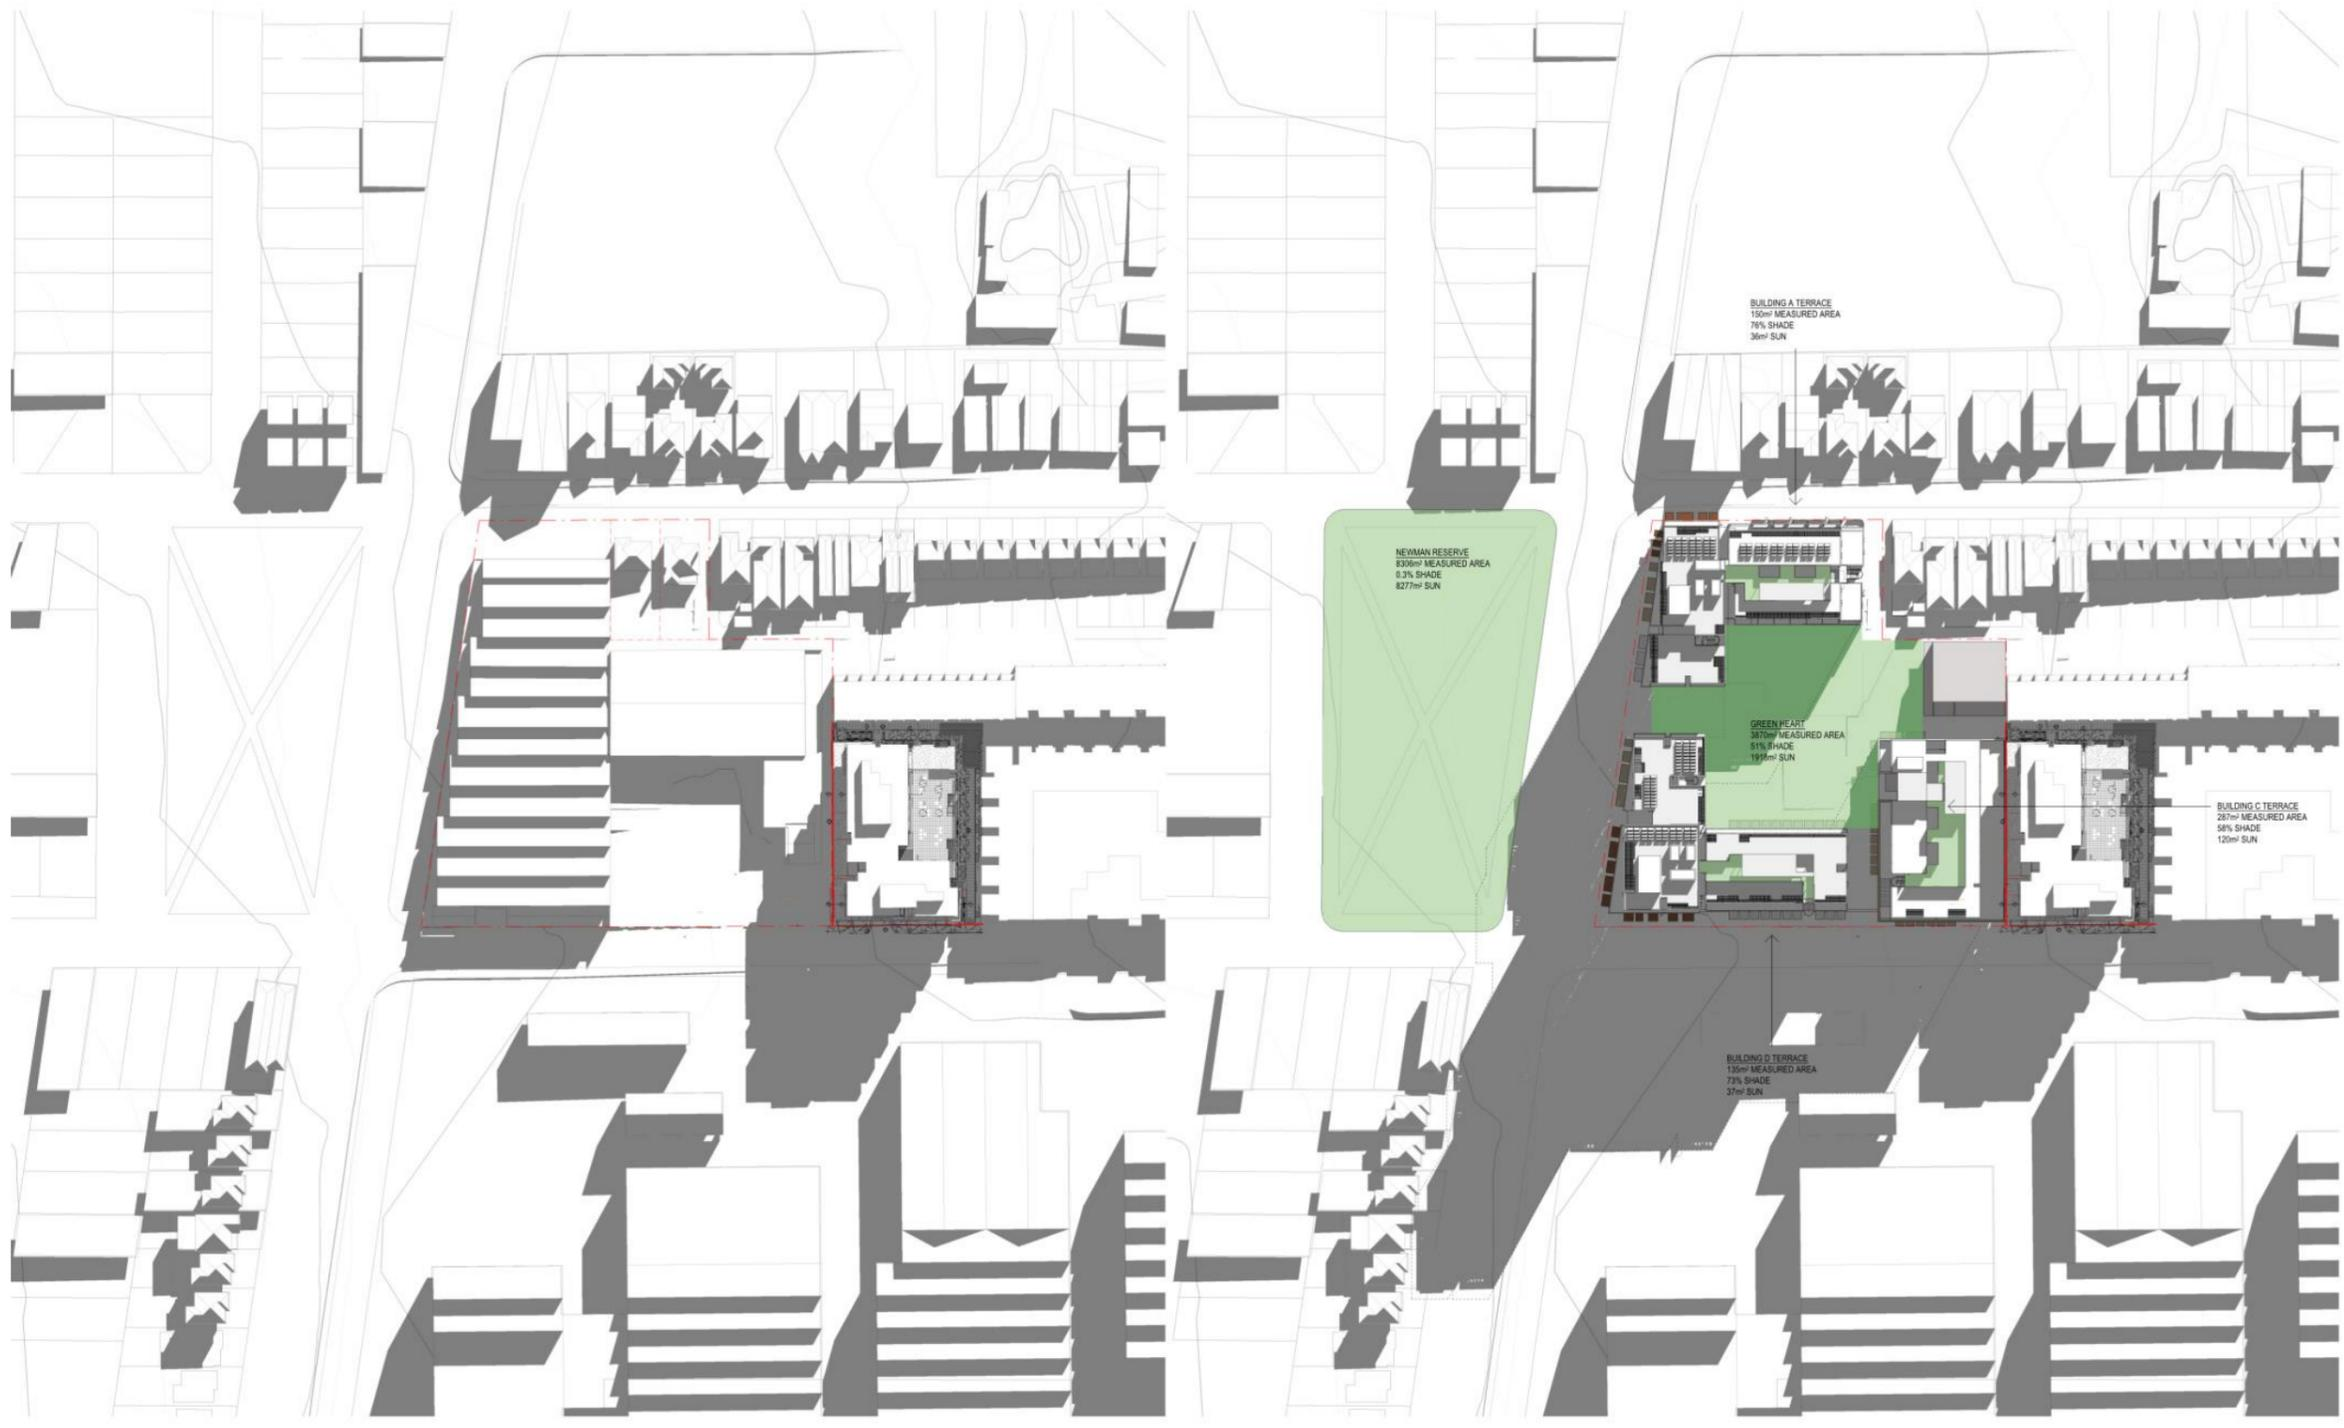 BUILDING A TERRACE
150m² MEASURED AREA
76% SHADE
36m² SUN
NEWMAN RESERVE
8306m² MEASURED AREA
0.3% SHADE
8277m² SUN
GREEN HEART
3870m² MEASURED AREA
51% SHADE
1918m² SUN
BUILDING C TERRACE
287m² MEASURED AREA
58% SHADE
120m² SUN
BUILDING D TERRACE
135m² MEASURED AREA
73% SHADE
37m² SUN